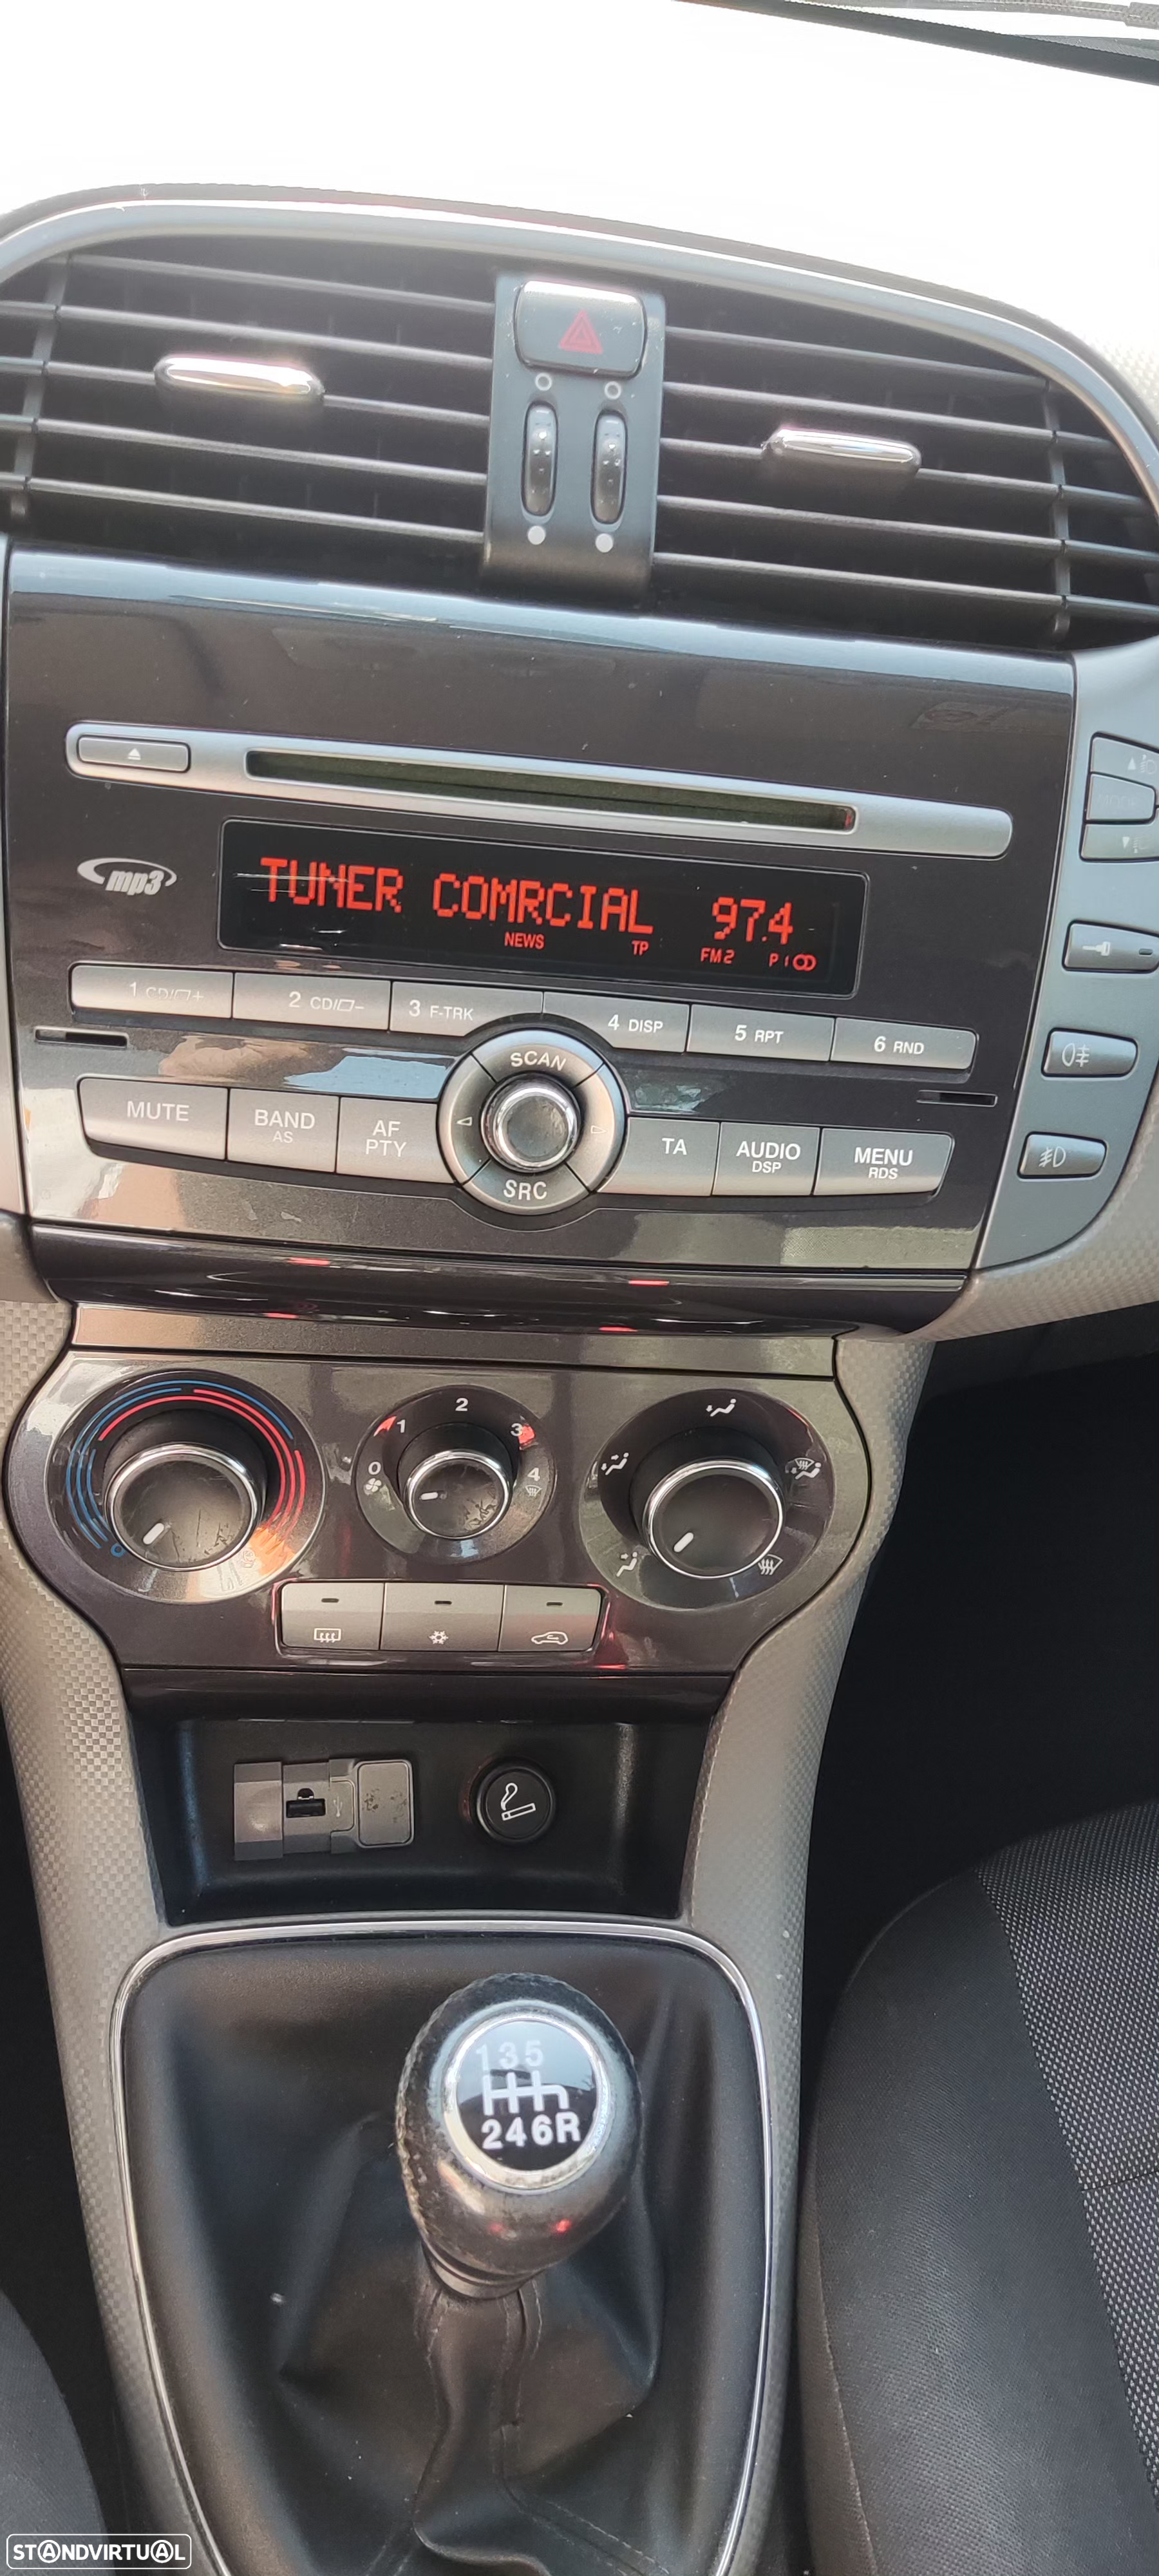 mp3
TUNER COMRCIAL 97.4
NEWS TP FM2 P1
1 CD+ 2 CD- 3 F-TRK 4 DISP 5 RPT 6 RND
SCAN
MUTE BAND AS AF PTY TA AUDIO DSP MENU RDS
SRC
0 1 2 3 4
135
246R
STANDVIRTUAL